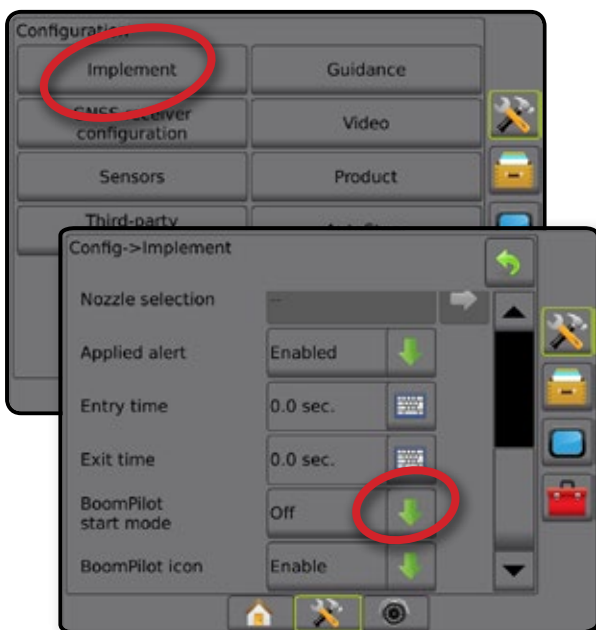 Configuration
Implement
Guidance
GNSS receiver
configuration
Video
Sensors
Product
Third-party
Config->Implement
Nozzle selection
--
Applied alert
Enabled
Entry time
0.0 sec.
Exit time
0.0 sec.
BoomPilot
start mode
Off
BoomPilot icon
Enable